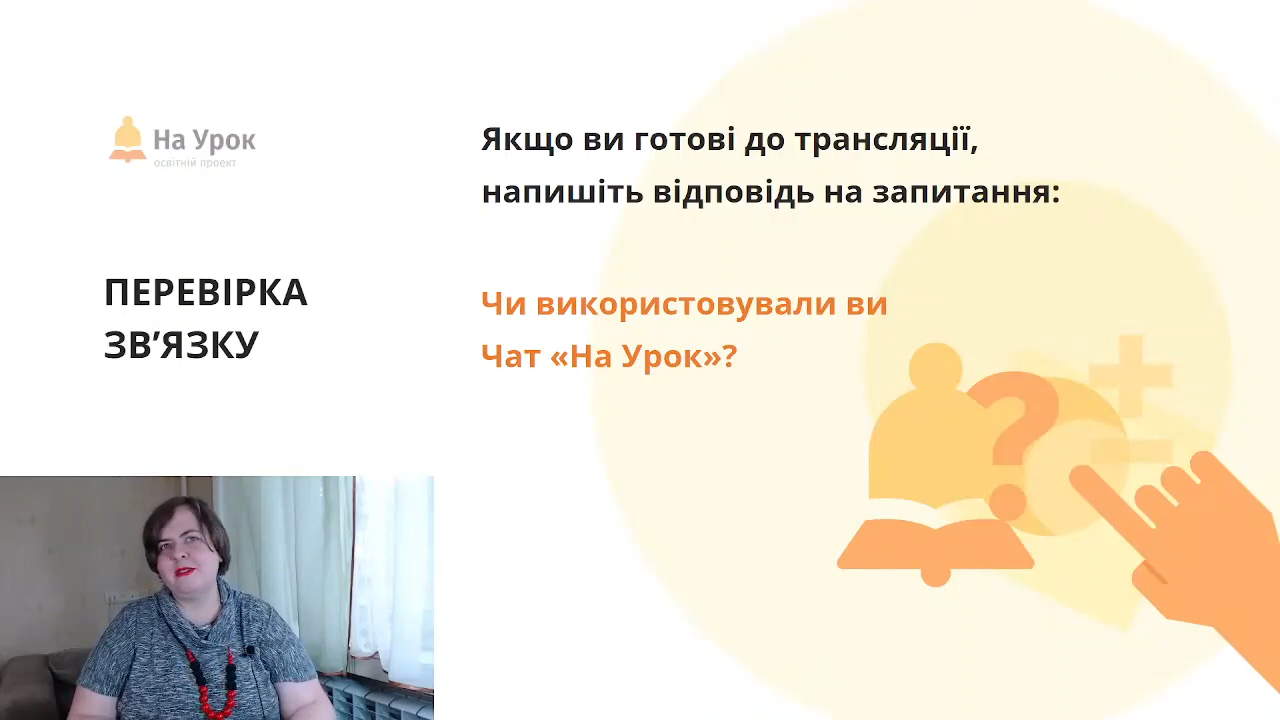 На Урок
освітній проект
ПЕРЕВІРКА
ЗВ’ЯЗКУ
Якщо ви готові до трансляції,
напишіть відповідь на запитання:
Чи використовували ви
Чат «На Урок»?